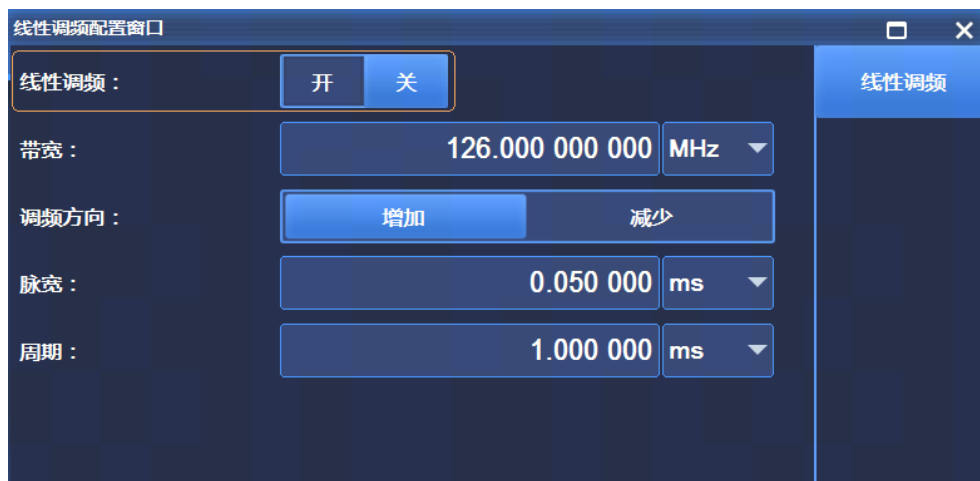 线性调频配置窗口
线性调频： 开 关 线性调频
带宽： 126.000 000 000 MHz
调频方向： 增加 减少
脉宽： 0.050 000 ms
周期： 1.000 000 ms